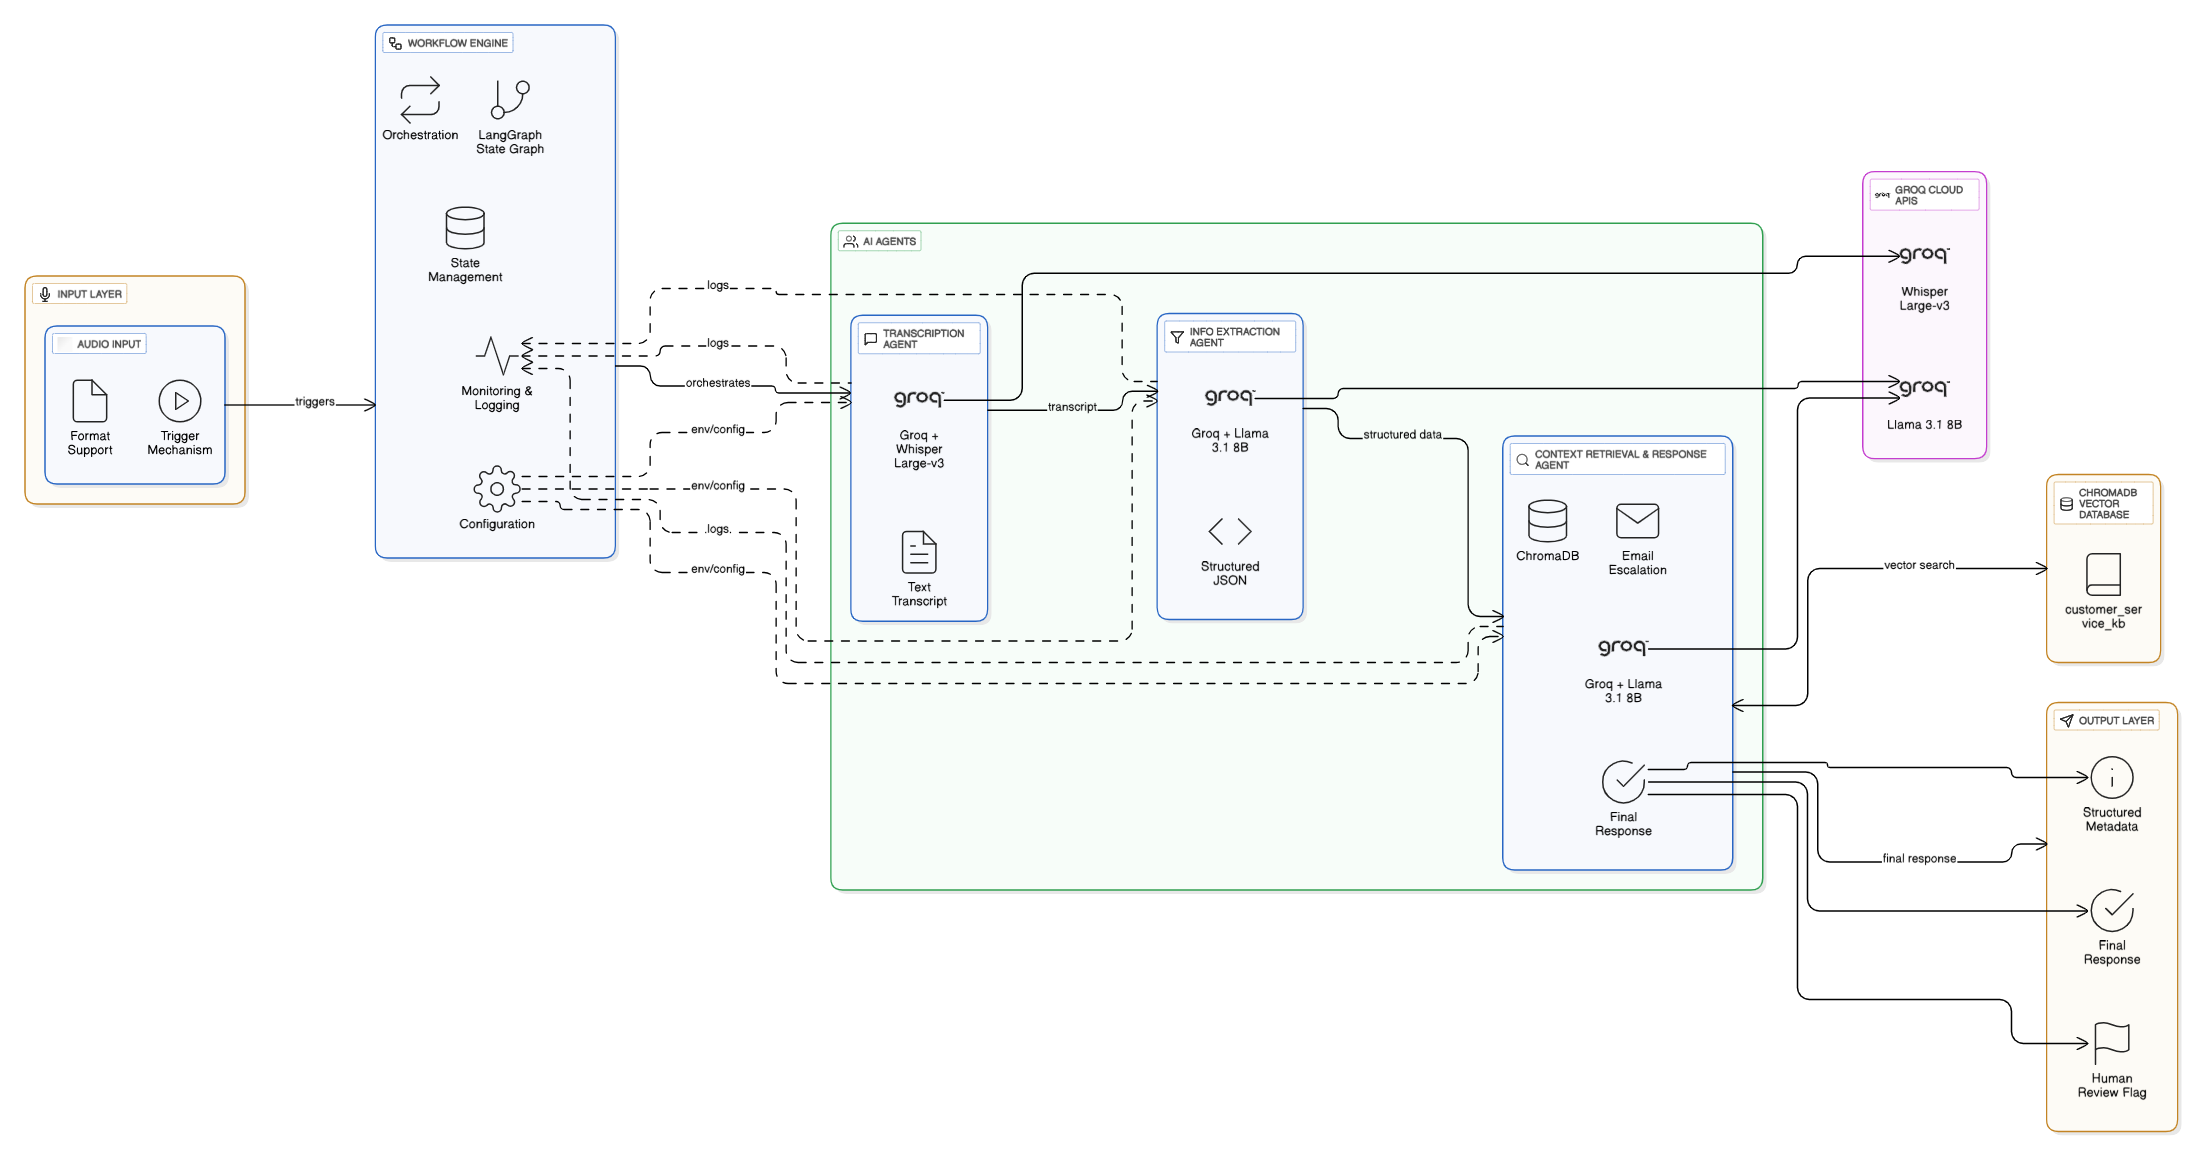 WORKFLOW ENGINE
Orchestration
LangGraph
State Graph
State
Management
Monitoring &
Logging
Configuration
INPUT LAYER
AUDIO INPUT
Format
Support
Trigger
Mechanism
triggers
logs
logs
orchestrates
env/config
env/config
logs
env/config
AI AGENTS
TRANSCRIPTION
AGENT
groq
Groq +
Whisper
Large-v3
Text
Transcript
transcript
INFO EXTRACTION
AGENT
groq
Groq + Llama
3.1 8B
Structured
JSON
structured data
CONTEXT RETRIEVAL & RESPONSE
AGENT
ChromaDB
Email
Escalation
groq
Groq + Llama
3.1 8B
Final
Response
groq
GROQ CLOUD
APIS
groq
Whisper
Large-v3
groq
Llama 3.1 8B
vector search
CHROMADB
VECTOR
DATABASE
customer_ser
vice_kb
final response
OUTPUT LAYER
Structured
Metadata
Final
Response
Human
Review Flag